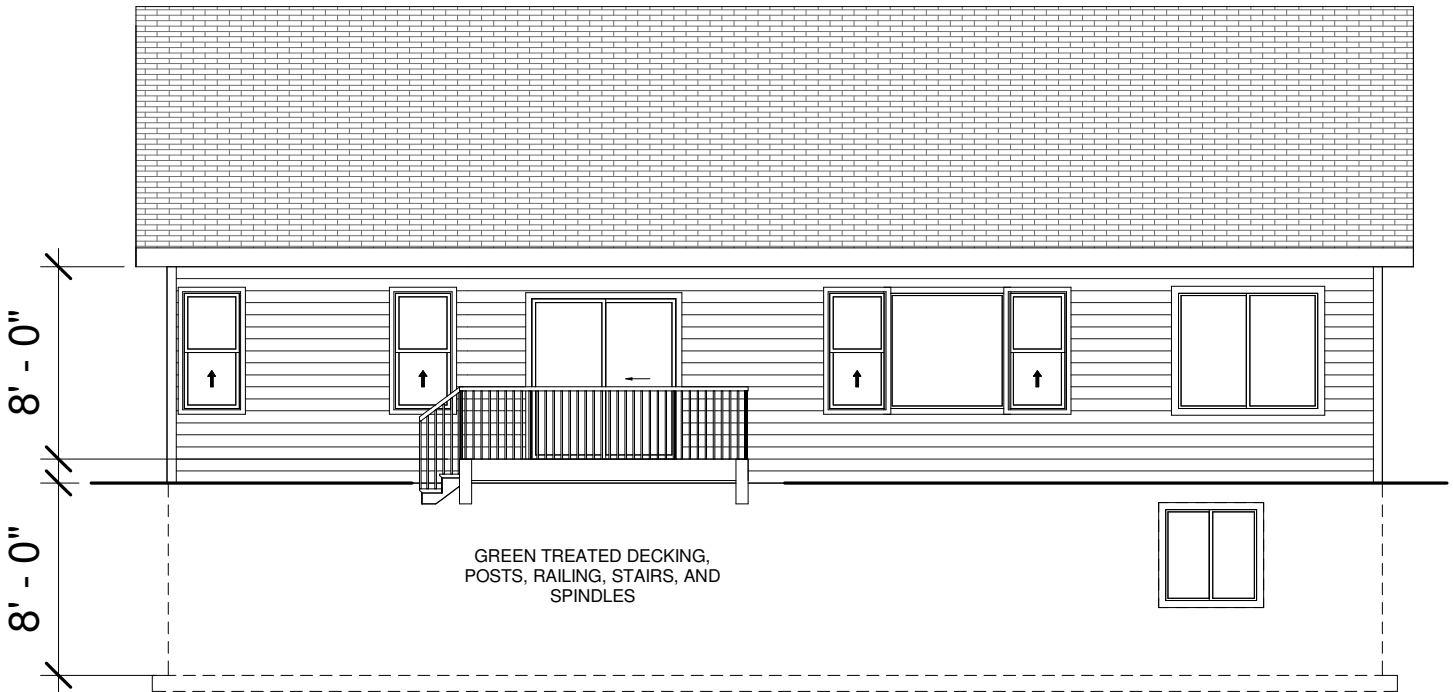 8' - 0"
8' - 0"
GREEN TREATED DECKING,
POSTS, RAILING, STAIRS, AND
SPINDLES